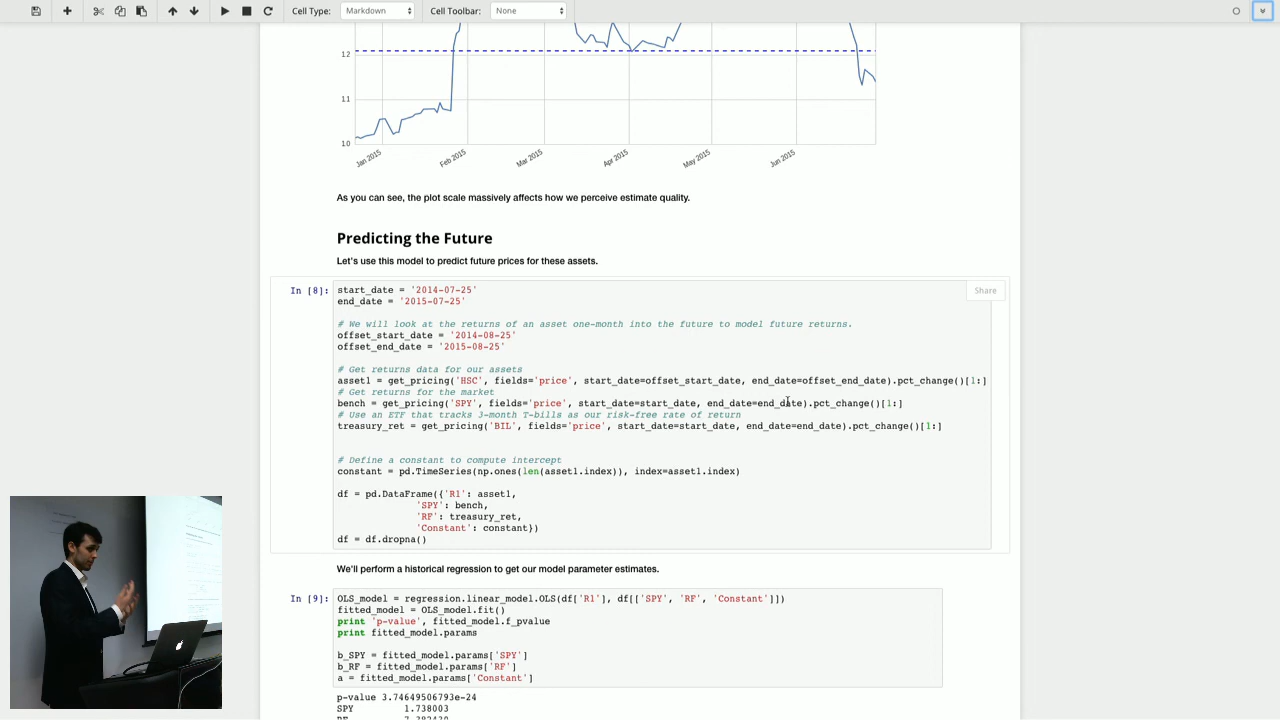 Cell Type: Markdown Cell Toolbar: None
1.2
1.1
1.0
Jan 2015 Feb 2015 Mar 2015 Apr 2015 May 2015 Jun 2015
As you can see, the plot scale massively affects how we perceive estimate quality.
Predicting the Future
Let's use this model to predict future prices for these assets.
In [8]:
Share
start_date = '2014-07-25'
end_date = '2015-07-25'
# We will look at the returns of an asset one-month into the future to model future returns.
offset_start_date = '2014-08-25'
offset_end_date = '2015-08-25'
# Get returns data for our assets
asset1 = get_pricing('HSC', fields='price', start_date=offset_start_date, end_date=offset_end_date).pct_change()[1:]
# Get returns for the market
bench = get_pricing('SPY', fields='price', start_date=start_date, end_date=end_date).pct_change()[1:]
# Use an ETF that tracks 3-month T-bills as our risk-free rate of return
treasury_ret = get_pricing('BIL', fields='price', start_date=start_date, end_date=end_date).pct_change()[1:]
# Define a constant to compute intercept
constant = pd.TimeSeries(np.ones(len(asset1.index)), index=asset1.index)
df = pd.DataFrame({'R1': asset1,
'SPY': bench,
'RF': treasury_ret,
'Constant': constant})
df = df.dropna()
We'll perform a historical regression to get our model parameter estimates.
In [9]:
OLS_model = regression.linear_model.OLS(df['R1'], df[['SPY', 'RF', 'Constant']])
fitted_model = OLS_model.fit()
print 'p-value', fitted_model.f_pvalue
print fitted_model.params
b_SPY = fitted_model.params['SPY']
b_RF = fitted_model.params['RF']
a = fitted_model.params['Constant']
p-value 3.74649506793e-24
SPY 1.738003